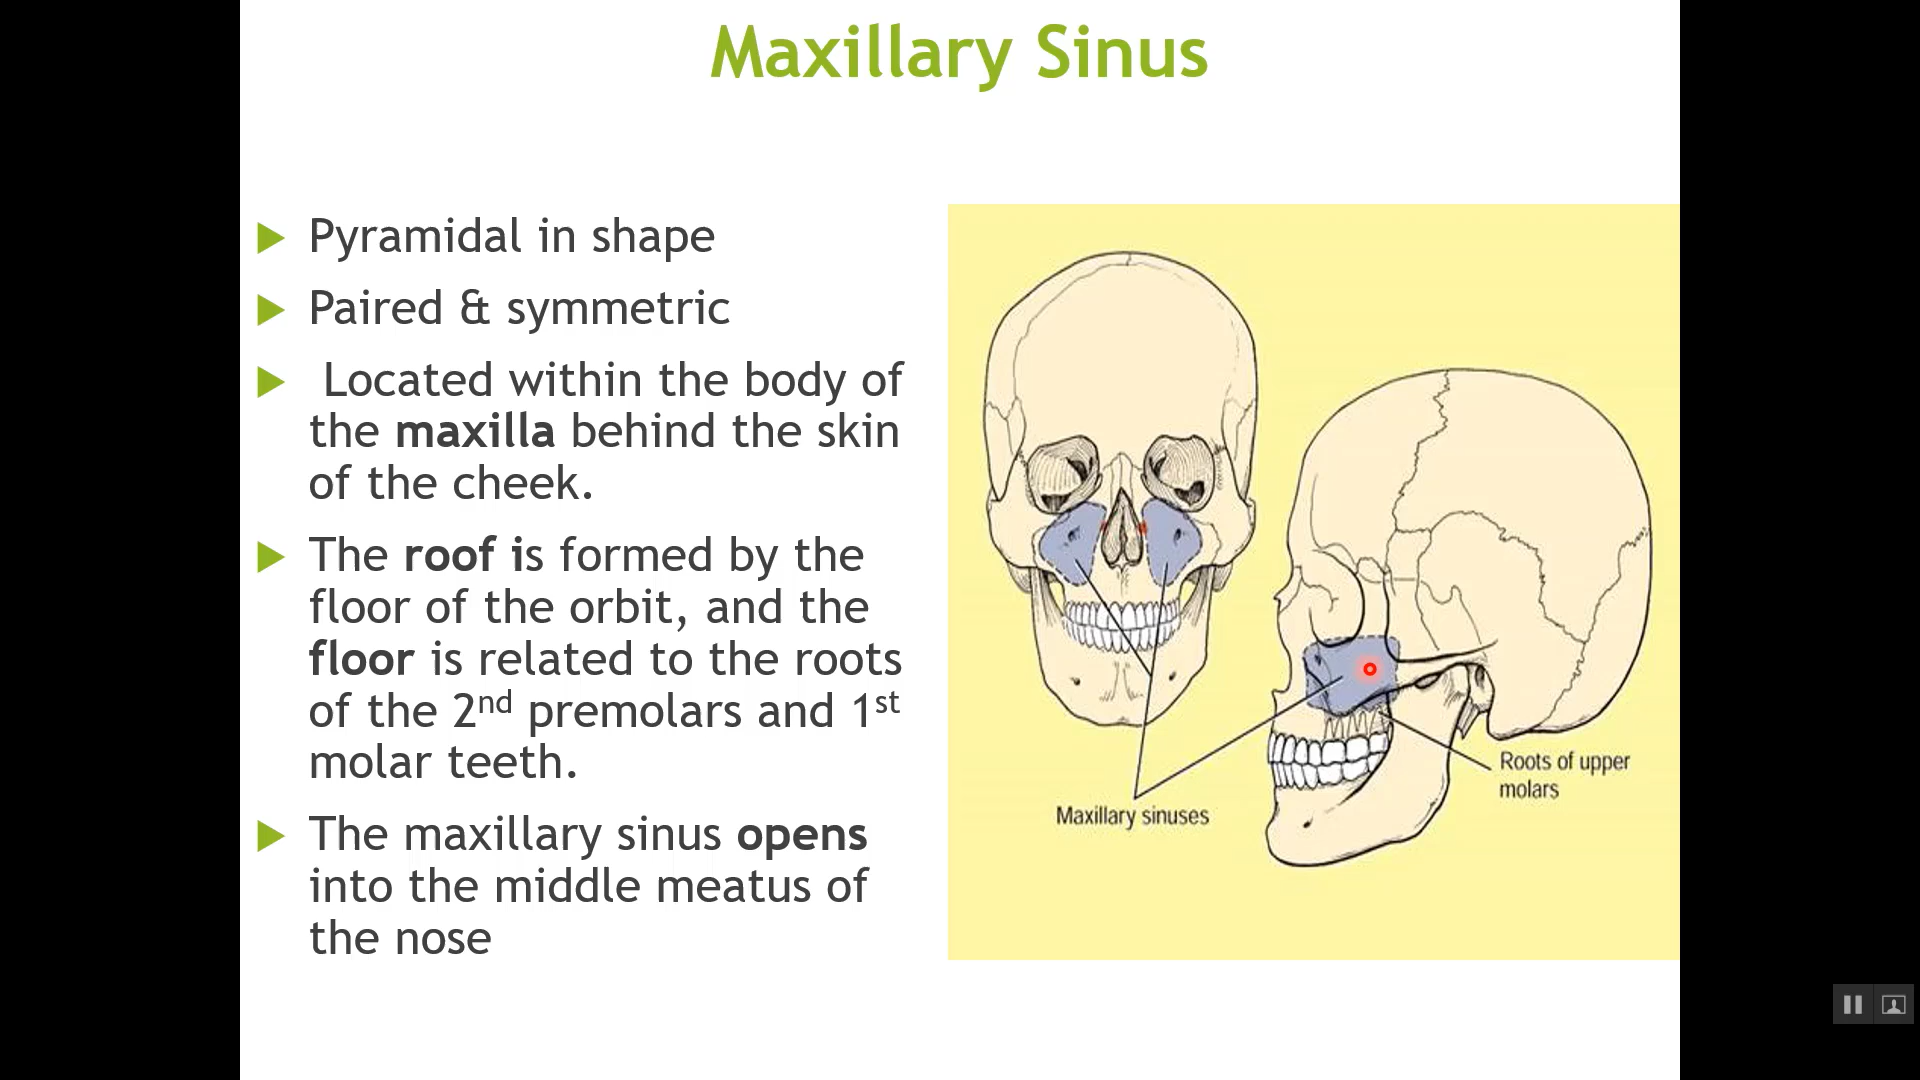 Maxillary Sinus
Pyramidal in shape
Paired & symmetric
Located within the body of
the maxilla behind the skin
of the cheek.
The roof is formed by the
floor of the orbit, and the
floor is related to the roots
of the 2nd premolars and 1st
molar teeth.
The maxillary sinus opens
into the middle meatus of
the nose
Roots of upper
molars
Maxillary sinuses